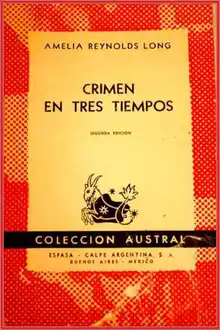 AMELIA REYNOLDS LONG
CRIMEN
EN TRES TIEMPOS
SEGUNDA EDICION
COLECCION AUSTRAL
ESPASA - CALPE ARGENTINA, S. A.
BUENOS AIRES - MEXICO